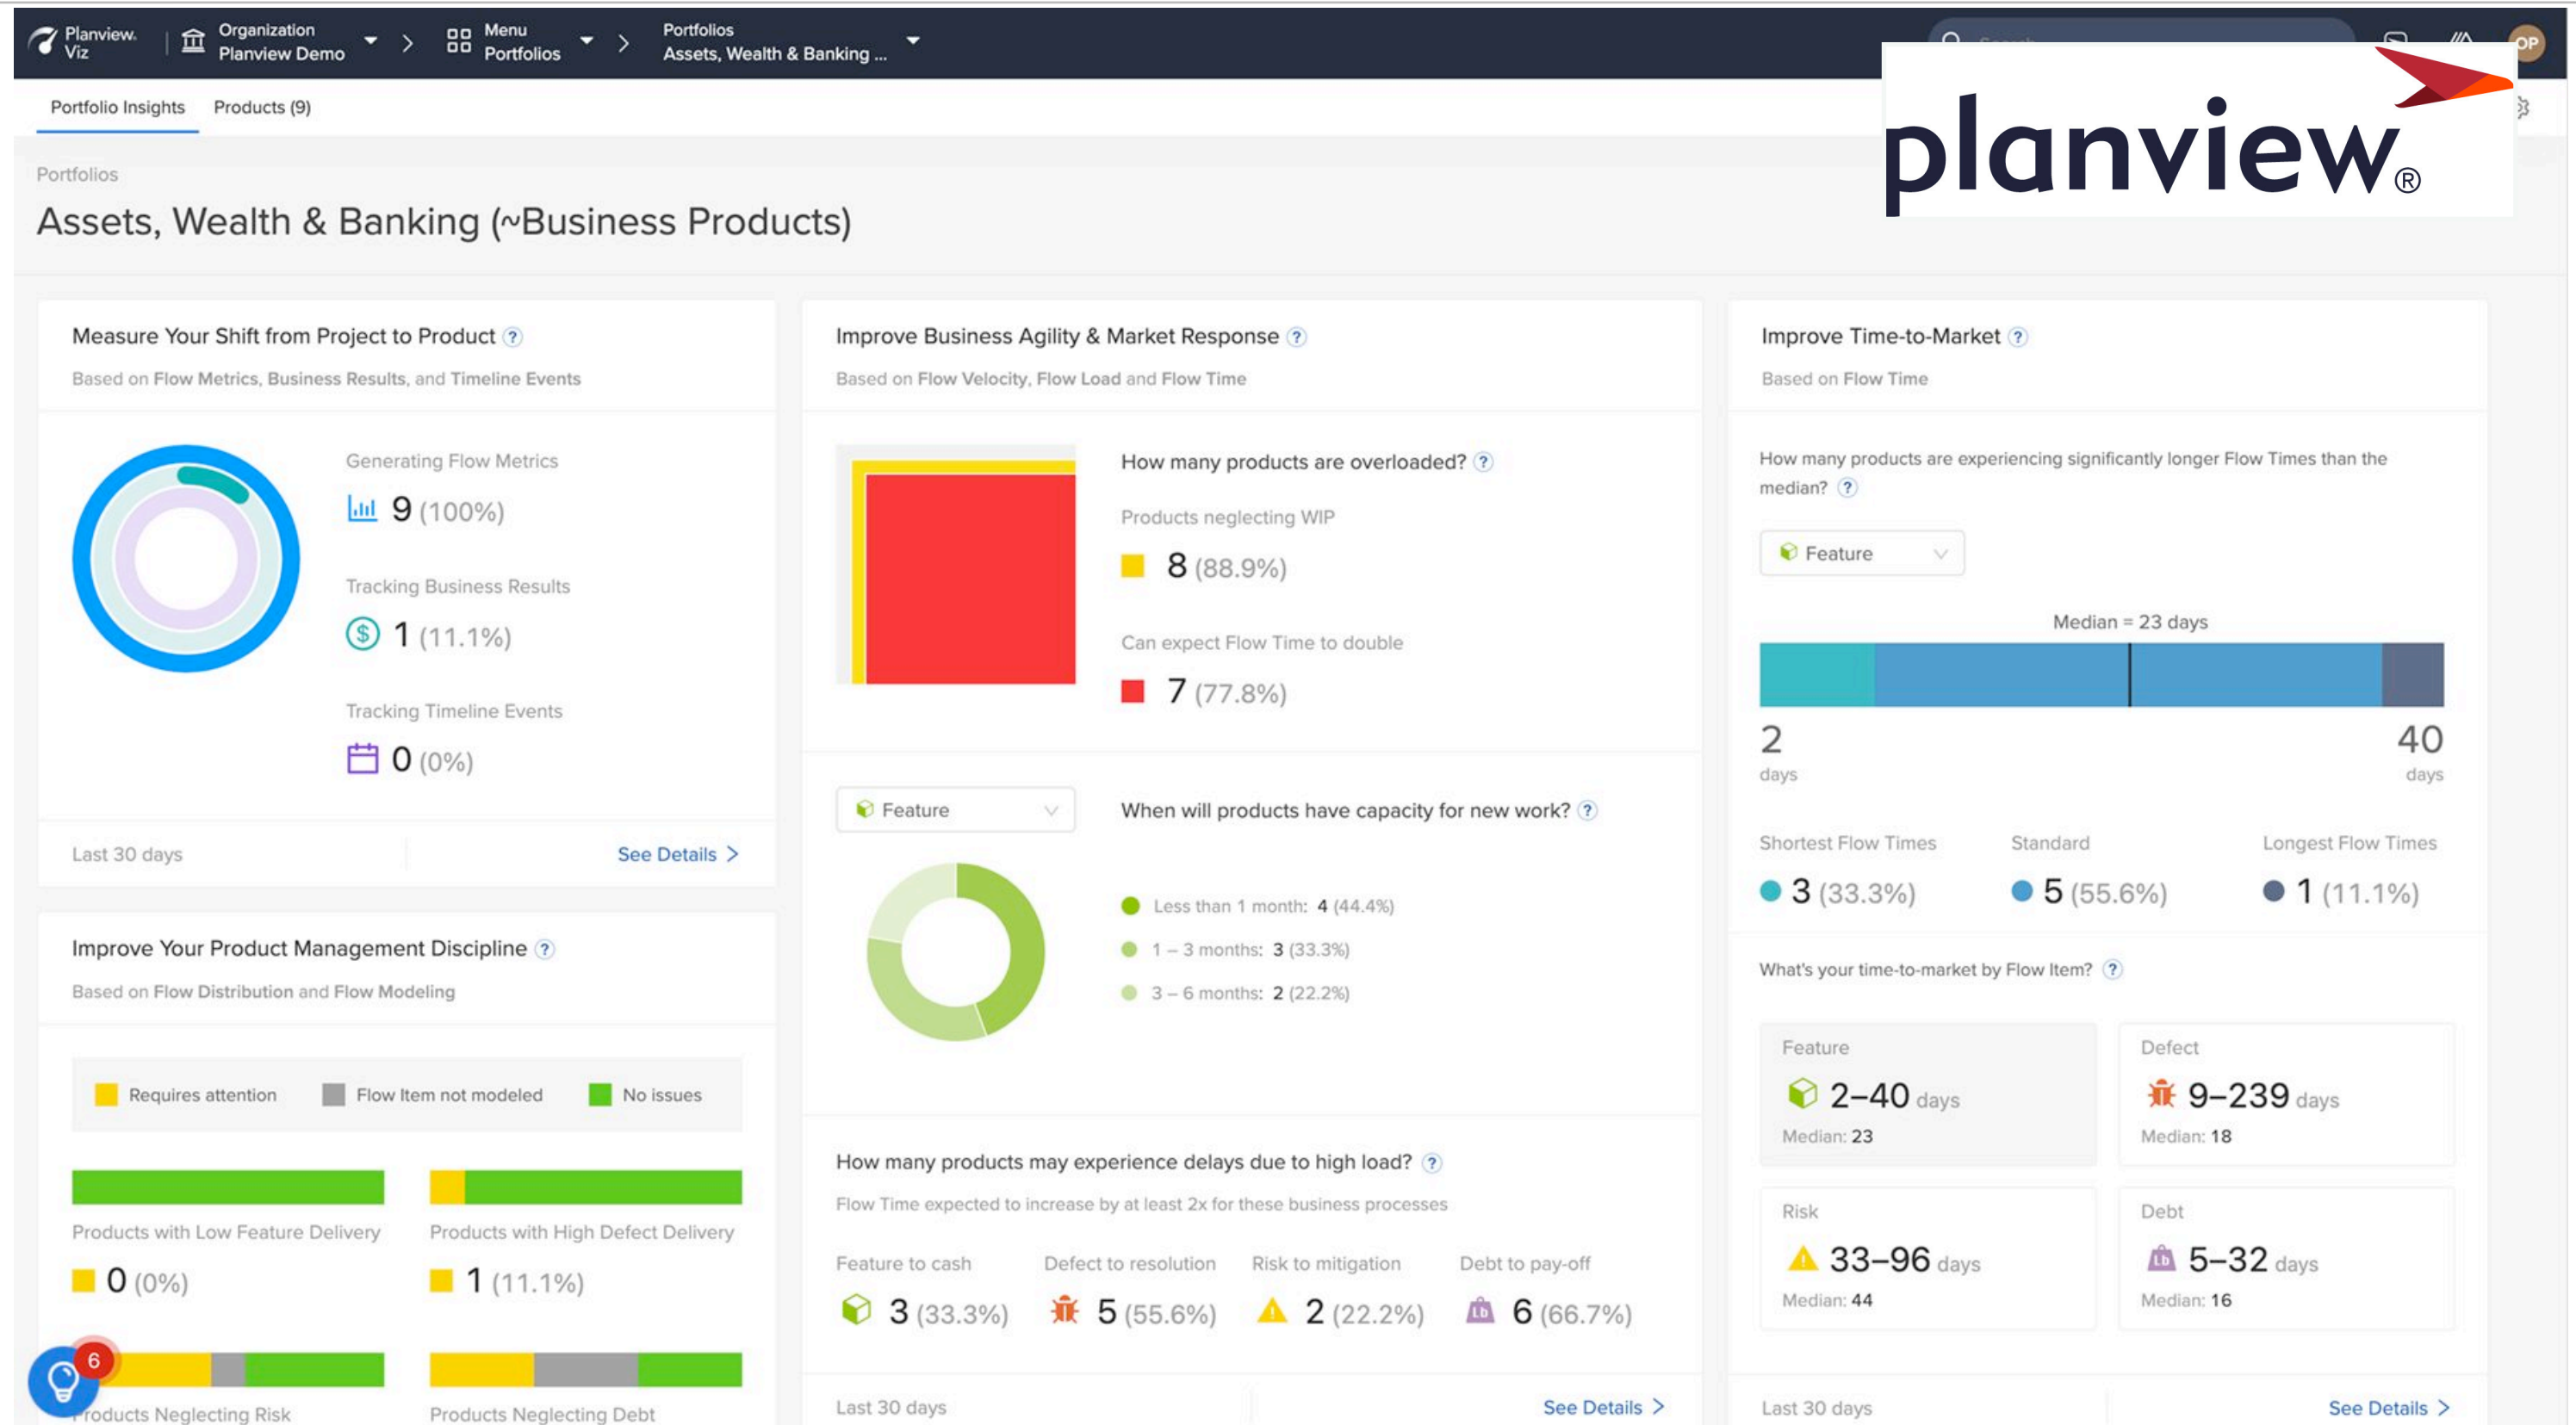 Planview.
Viz
Organization
Planview Demo
Menu
Portfolios
Portfolios
Assets, Wealth & Banking ...
OP
planview®
Portfolio Insights
Products (9)
Portfolios
Assets, Wealth & Banking (~Business Products)
Measure Your Shift from Project to Product ?
Based on Flow Metrics, Business Results, and Timeline Events
Generating Flow Metrics
9 (100%)
Tracking Business Results
$ 1 (11.1%)
Tracking Timeline Events
0 (0%)
Last 30 days
See Details >
Improve Your Product Management Discipline ?
Based on Flow Distribution and Flow Modeling
Requires attention
Flow Item not modeled
No issues
Products with Low Feature Delivery
0 (0%)
Products with High Defect Delivery
1 (11.1%)
6
Products Neglecting Risk
Products Neglecting Debt
Improve Business Agility & Market Response ?
Based on Flow Velocity, Flow Load and Flow Time
How many products are overloaded? ?
Products neglecting WIP
8 (88.9%)
Can expect Flow Time to double
7 (77.8%)
Feature
When will products have capacity for new work? ?
Less than 1 month: 4 (44.4%)
1 – 3 months: 3 (33.3%)
3 – 6 months: 2 (22.2%)
How many products may experience delays due to high load? ?
Flow Time expected to increase by at least 2x for these business processes
Feature to cash
3 (33.3%)
Defect to resolution
5 (55.6%)
Risk to mitigation
2 (22.2%)
Debt to pay-off
Lb 6 (66.7%)
Last 30 days
See Details >
Improve Time-to-Market ?
Based on Flow Time
How many products are experiencing significantly longer Flow Times than the
median? ?
Feature
Median = 23 days
2
days
40
days
Shortest Flow Times
3 (33.3%)
Standard
5 (55.6%)
Longest Flow Times
1 (11.1%)
What's your time-to-market by Flow Item? ?
Feature
2–40 days
Median: 23
Defect
9–239 days
Median: 18
Risk
33–96 days
Median: 44
Debt
Lb 5–32 days
Median: 16
Last 30 days
See Details >